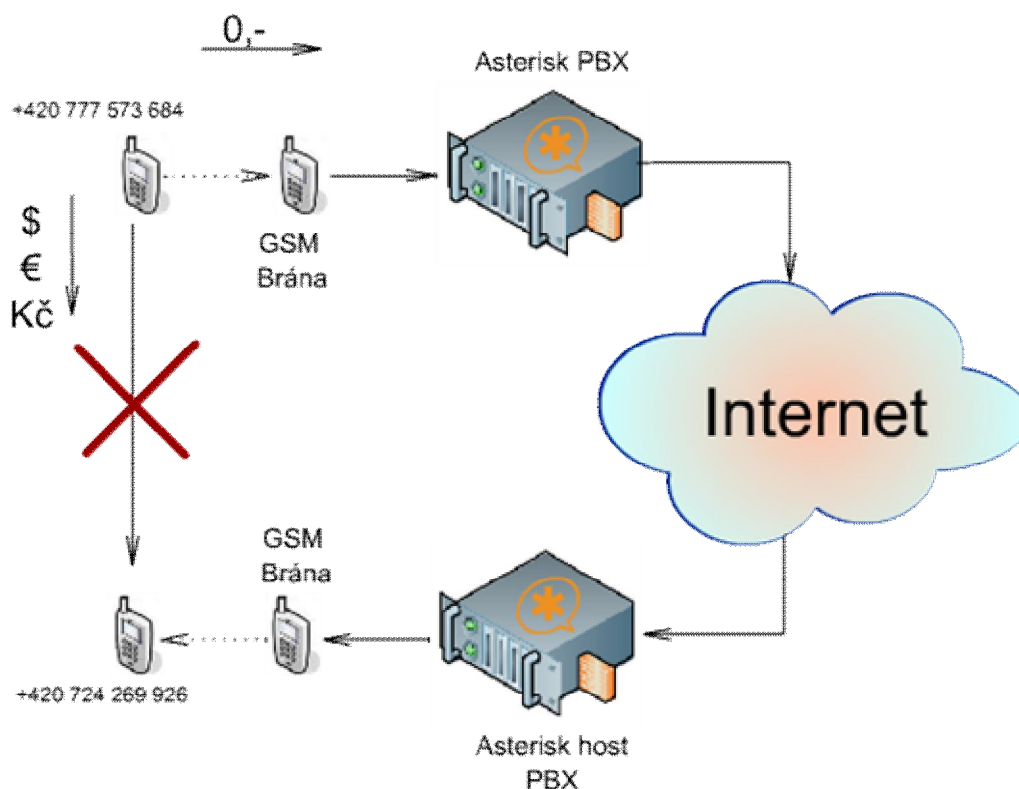 0,-
Asterisk PBX
+420 777 573 684
$
€
Kč
GSM
Brána
Internet
GSM
Brána
+420 724 269 926
Asterisk host
PBX